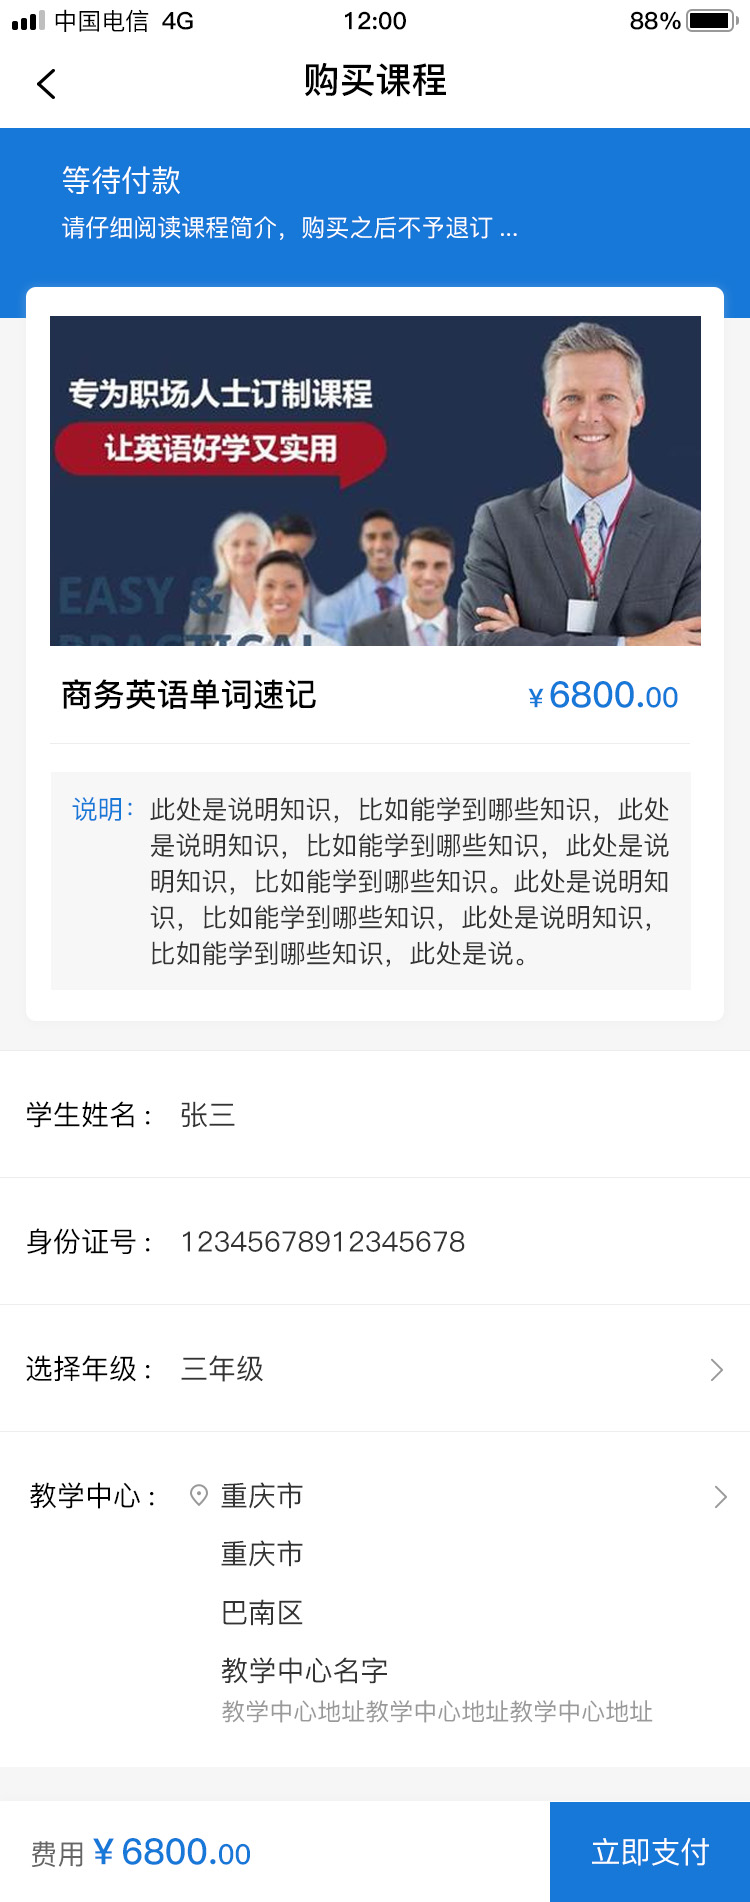 中国电信 4G 12:00 88%
购买课程
等待付款
请仔细阅读课程简介，购买之后不予退订 ...
专为职场人士订制课程
让英语好学又实用
EASY &
PRACTICAL
商务英语单词速记 ¥ 6800.00
说明： 此处是说明知识，比如能学到哪些知识，此处
是说明知识，比如能学到哪些知识，此处是说
明知识，比如能学到哪些知识。此处是说明知
识，比如能学到哪些知识，此处是说明知识，
比如能学到哪些知识，此处是说。
学生姓名： 张三
身份证号： 12345678912345678
选择年级： 三年级
教学中心： 重庆市
重庆市
巴南区
教学中心名字
教学中心地址教学中心地址教学中心地址
费用 ¥ 6800.00 立即支付